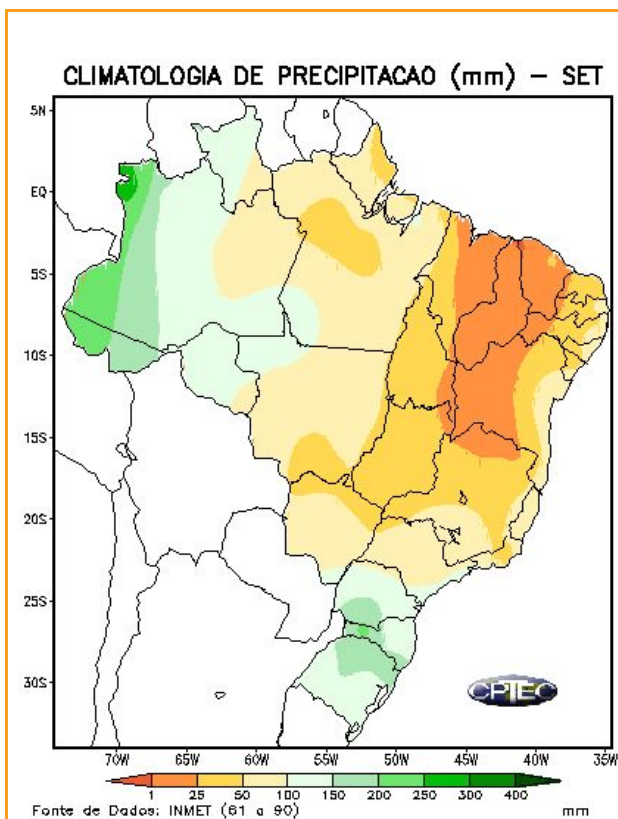 CLIMATOLOGIA DE PRECIPITACAO (mm) – SET
5N
EQ
5S
10S
15S
20S
25S
30S
70W 65W 60W 55W 50W 45W 40W 35W
CPTEC
1 25 50 100 150 200 250 300 400
Fonte de Dados: INMET (61 a 90) mm